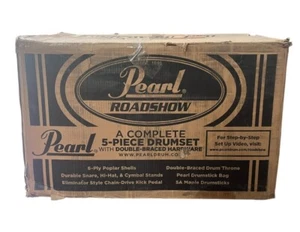 Pearl
ROADSHOW
Pearl
A COMPLETE
5-PIECE DRUMSET
WITH DOUBLE-BRACED HARDWARE
WWW.PEARLDRUM.CO
For Step-By-Step
Set Up Video, visit
6-Ply Poplar Shells
Durable Snare, Hi-Hat, & Cymbal Stands
Eliminator Style Chain-Drive Kick Pedal
Double-Braced Drum Throne
Pearl Drumstick Bag
5A Maple Drumsticks